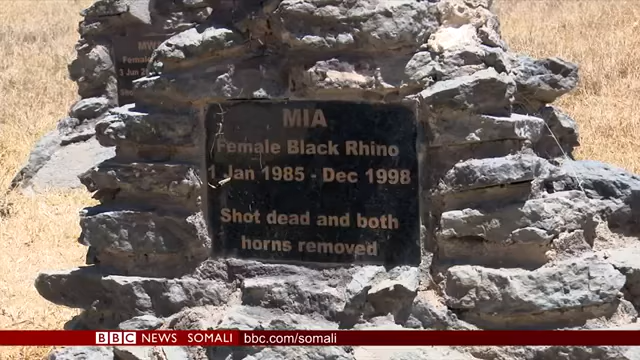 MIA
Female Black Rhino
1 Jan 1985 - Dec 1998
Shot dead and both
horns removed
BBC NEWS SOMALI bbc.com/somali